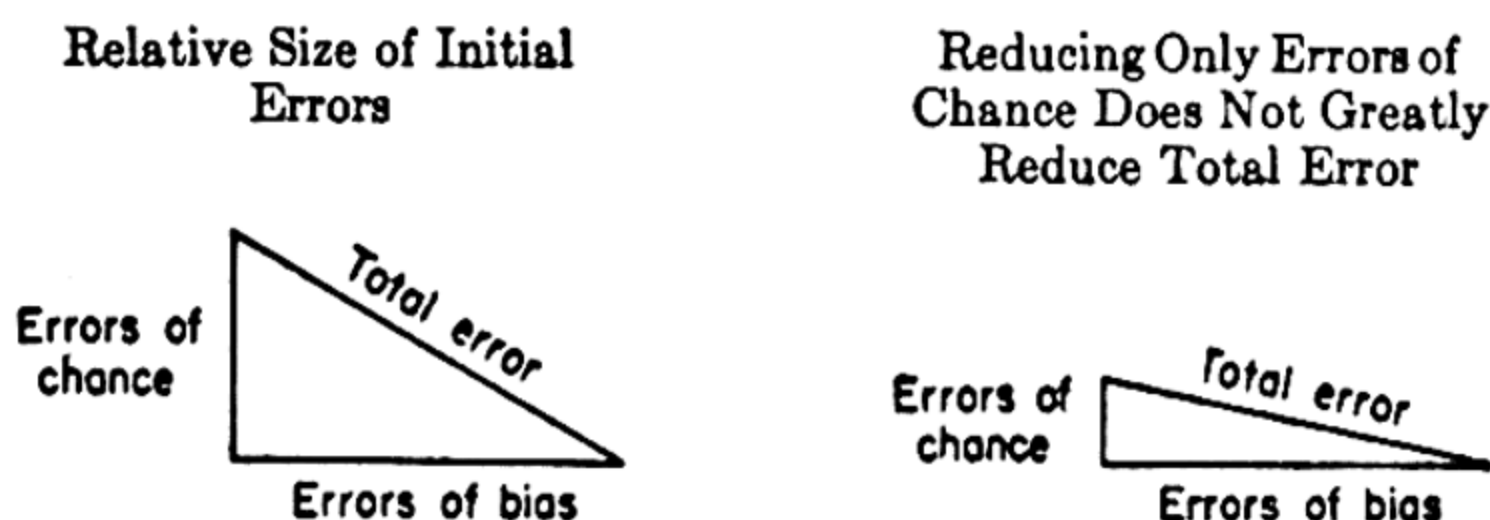 Relative Size of Initial
Errors
Total error
Errors of
chance
Errors of bias
Reducing Only Errors of
Chance Does Not Greatly
Reduce Total Error
Total error
Errors of
chance
Errors of bias